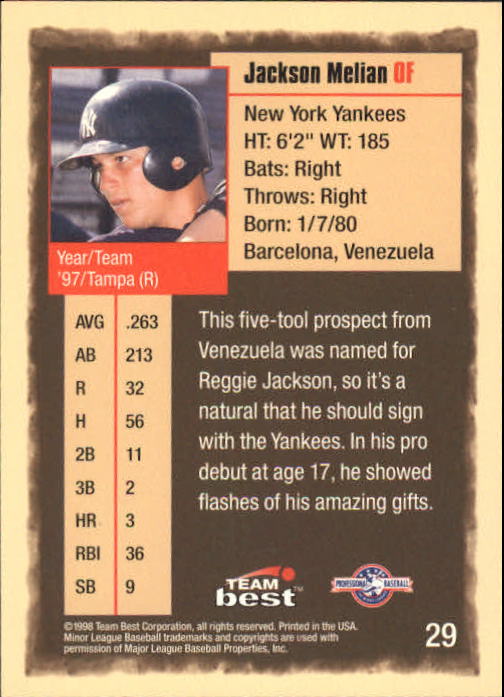 Jackson Melian OF
New York Yankees
HT: 6'2" WT: 185
Bats: Right
Throws: Right
Born: 1/7/80
Barcelona, Venezuela
NY
Year/Team
'97/Tampa (R)
AVG .263
AB 213
R 32
H 56
2B 11
3B 2
HR 3
RBI 36
SB 9
This five-tool prospect from
Venezuela was named for
Reggie Jackson, so it's a
natural that he should sign
with the Yankees. In his pro
debut at age 17, he showed
flashes of his amazing gifts.
TEAM
best™
PROFESSIONAL BASEBALL
©1998 Team Best Corporation, all rights reserved. Printed in the USA.
Minor League Baseball trademarks and copyrights are used with
permission of Major League Baseball Properties, Inc.
29